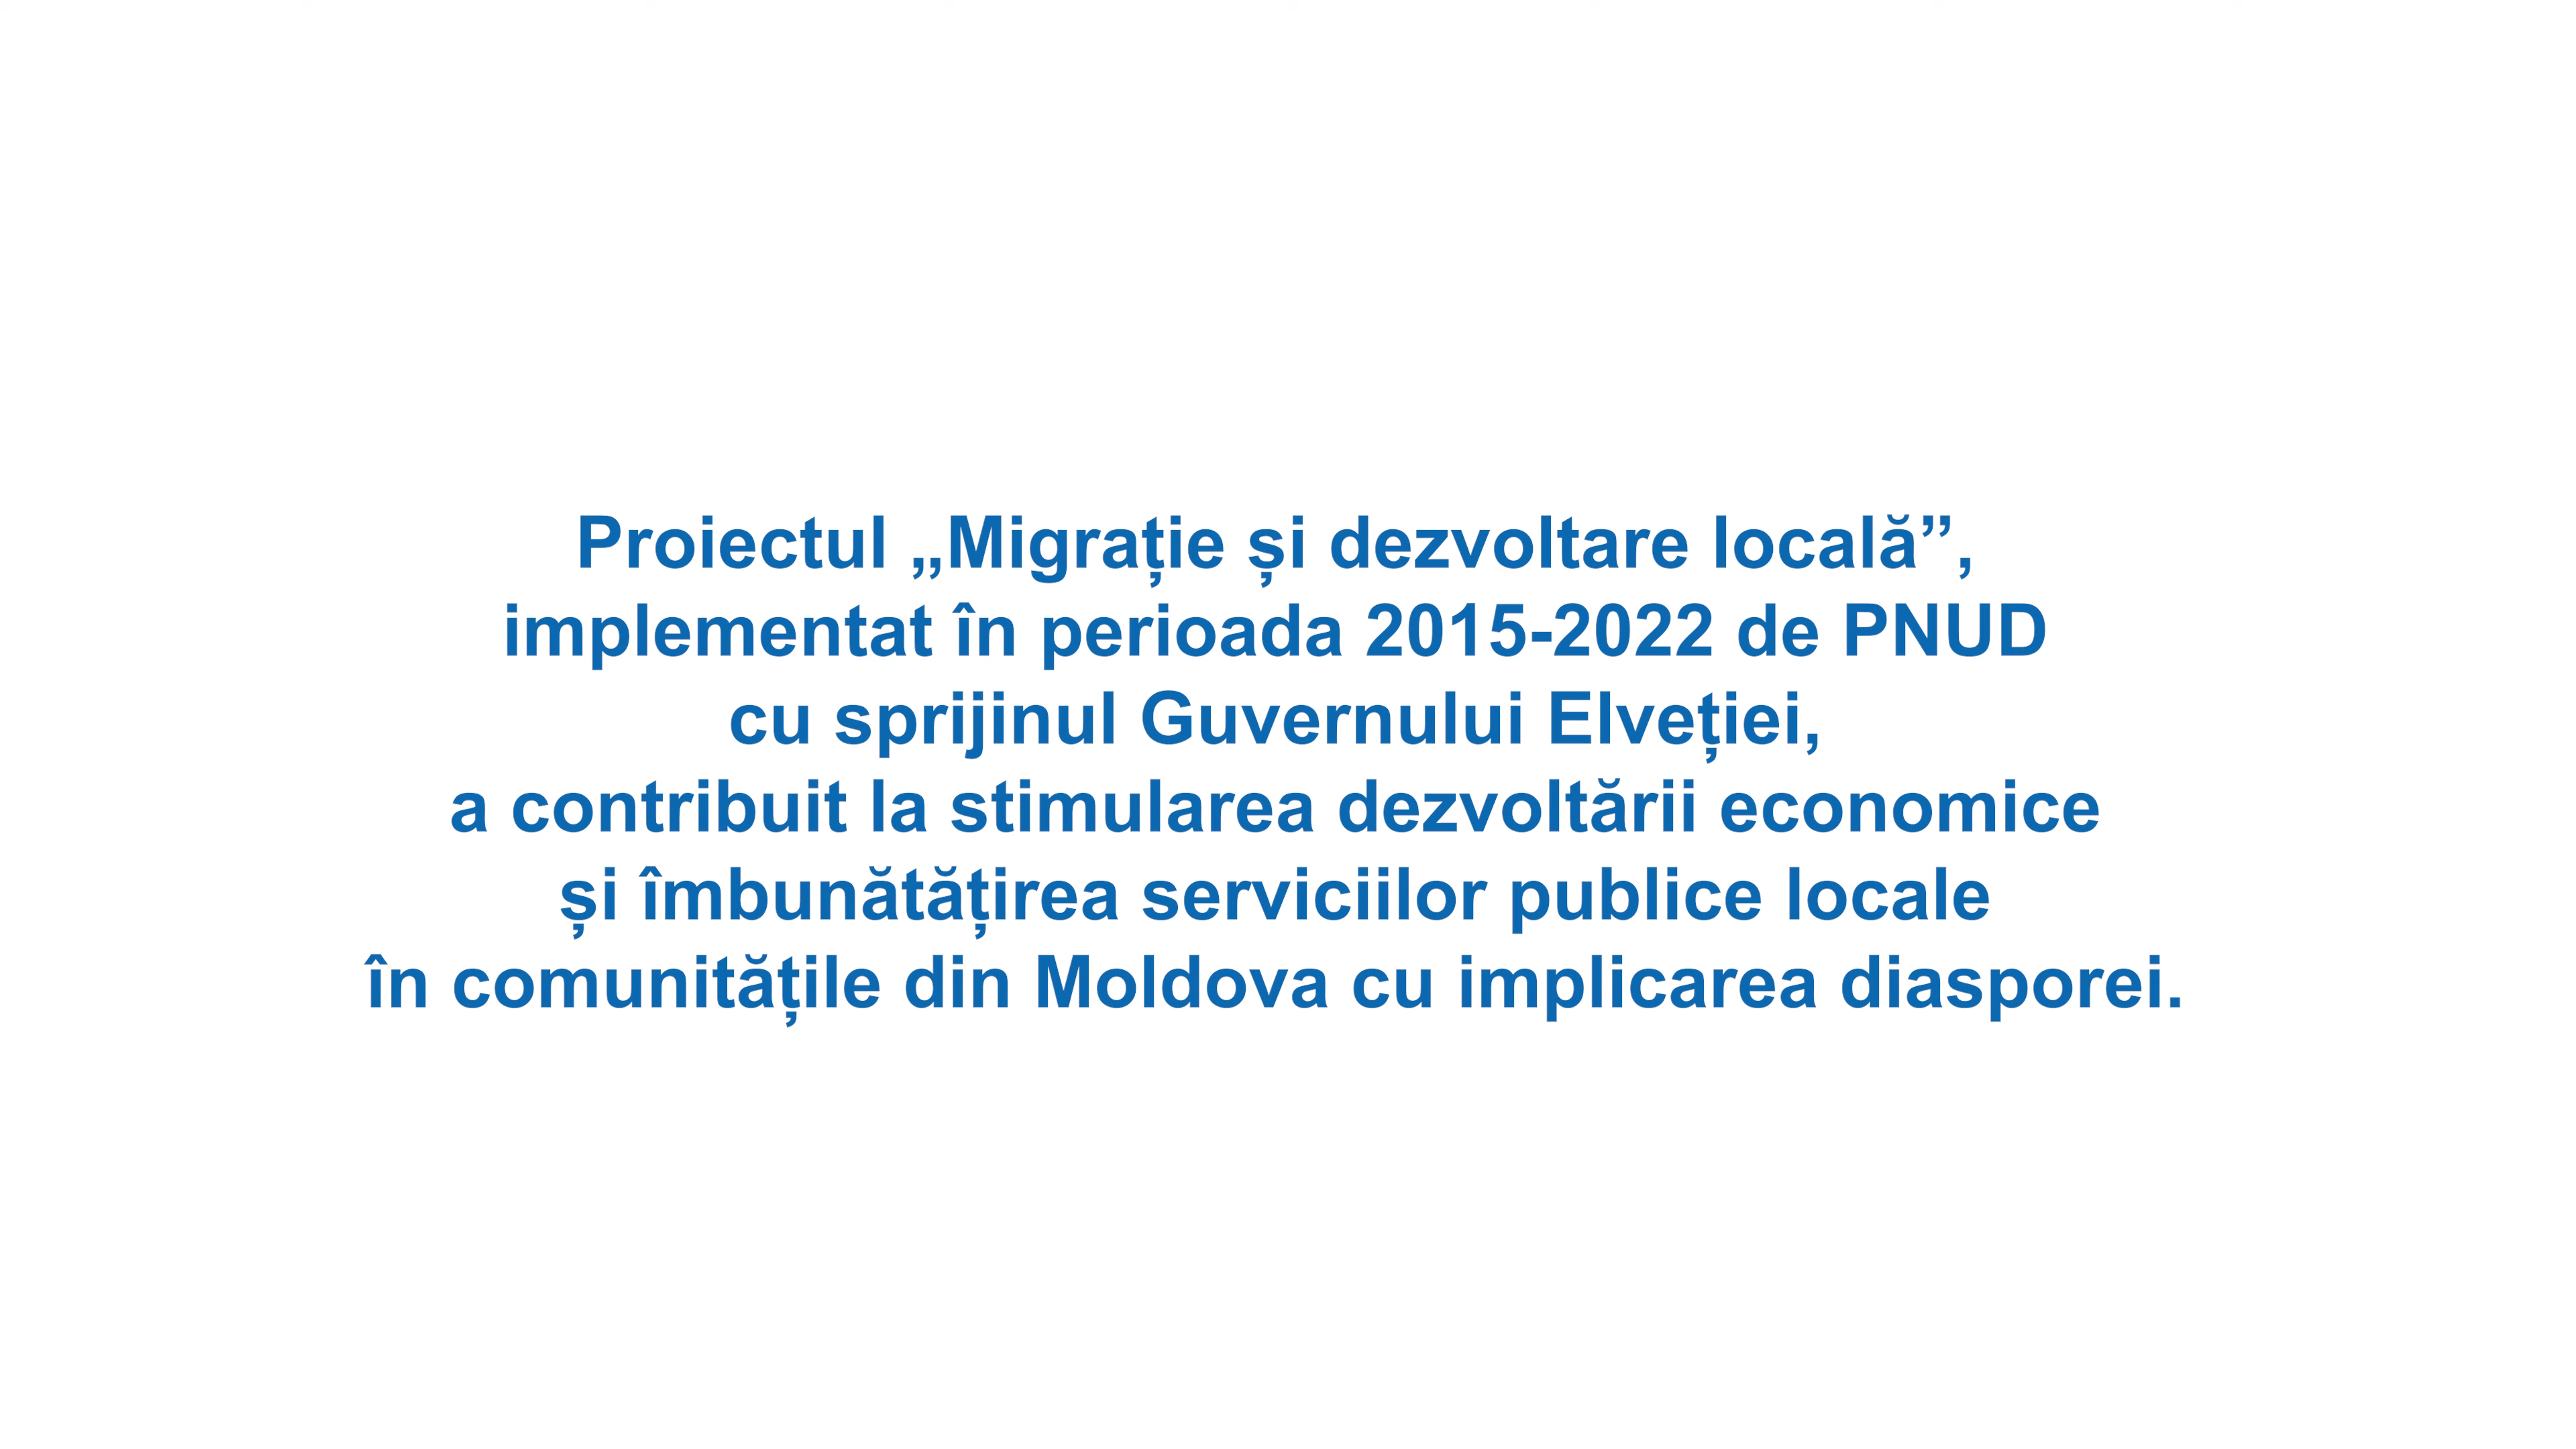 Proiectul „Migrație și dezvoltare locală”,
implementat în perioada 2015-2022 de PNUD
cu sprijinul Guvernului Elveției,
a contribuit la stimularea dezvoltării economice
și îmbunătățirea serviciilor publice locale
în comunitățile din Moldova cu implicarea diasporei.